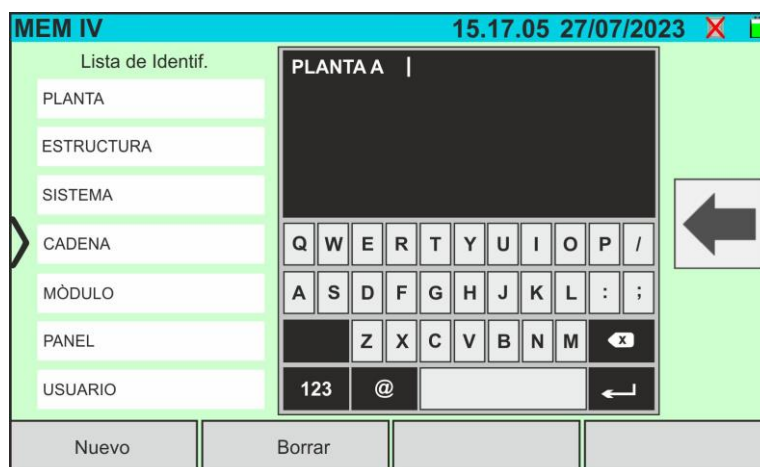 MEM IV 15.17.05 27/07/2023
Lista de Identif.
PLANTA
ESTRUCTURA
SISTEMA
CADENA
MÒDULO
PANEL
USUARIO
PLANTA A |
Q W E R T Y U I O P /
A S D F G H J K L : ;
Z X C V B N M x
123 @
Nuevo Borrar